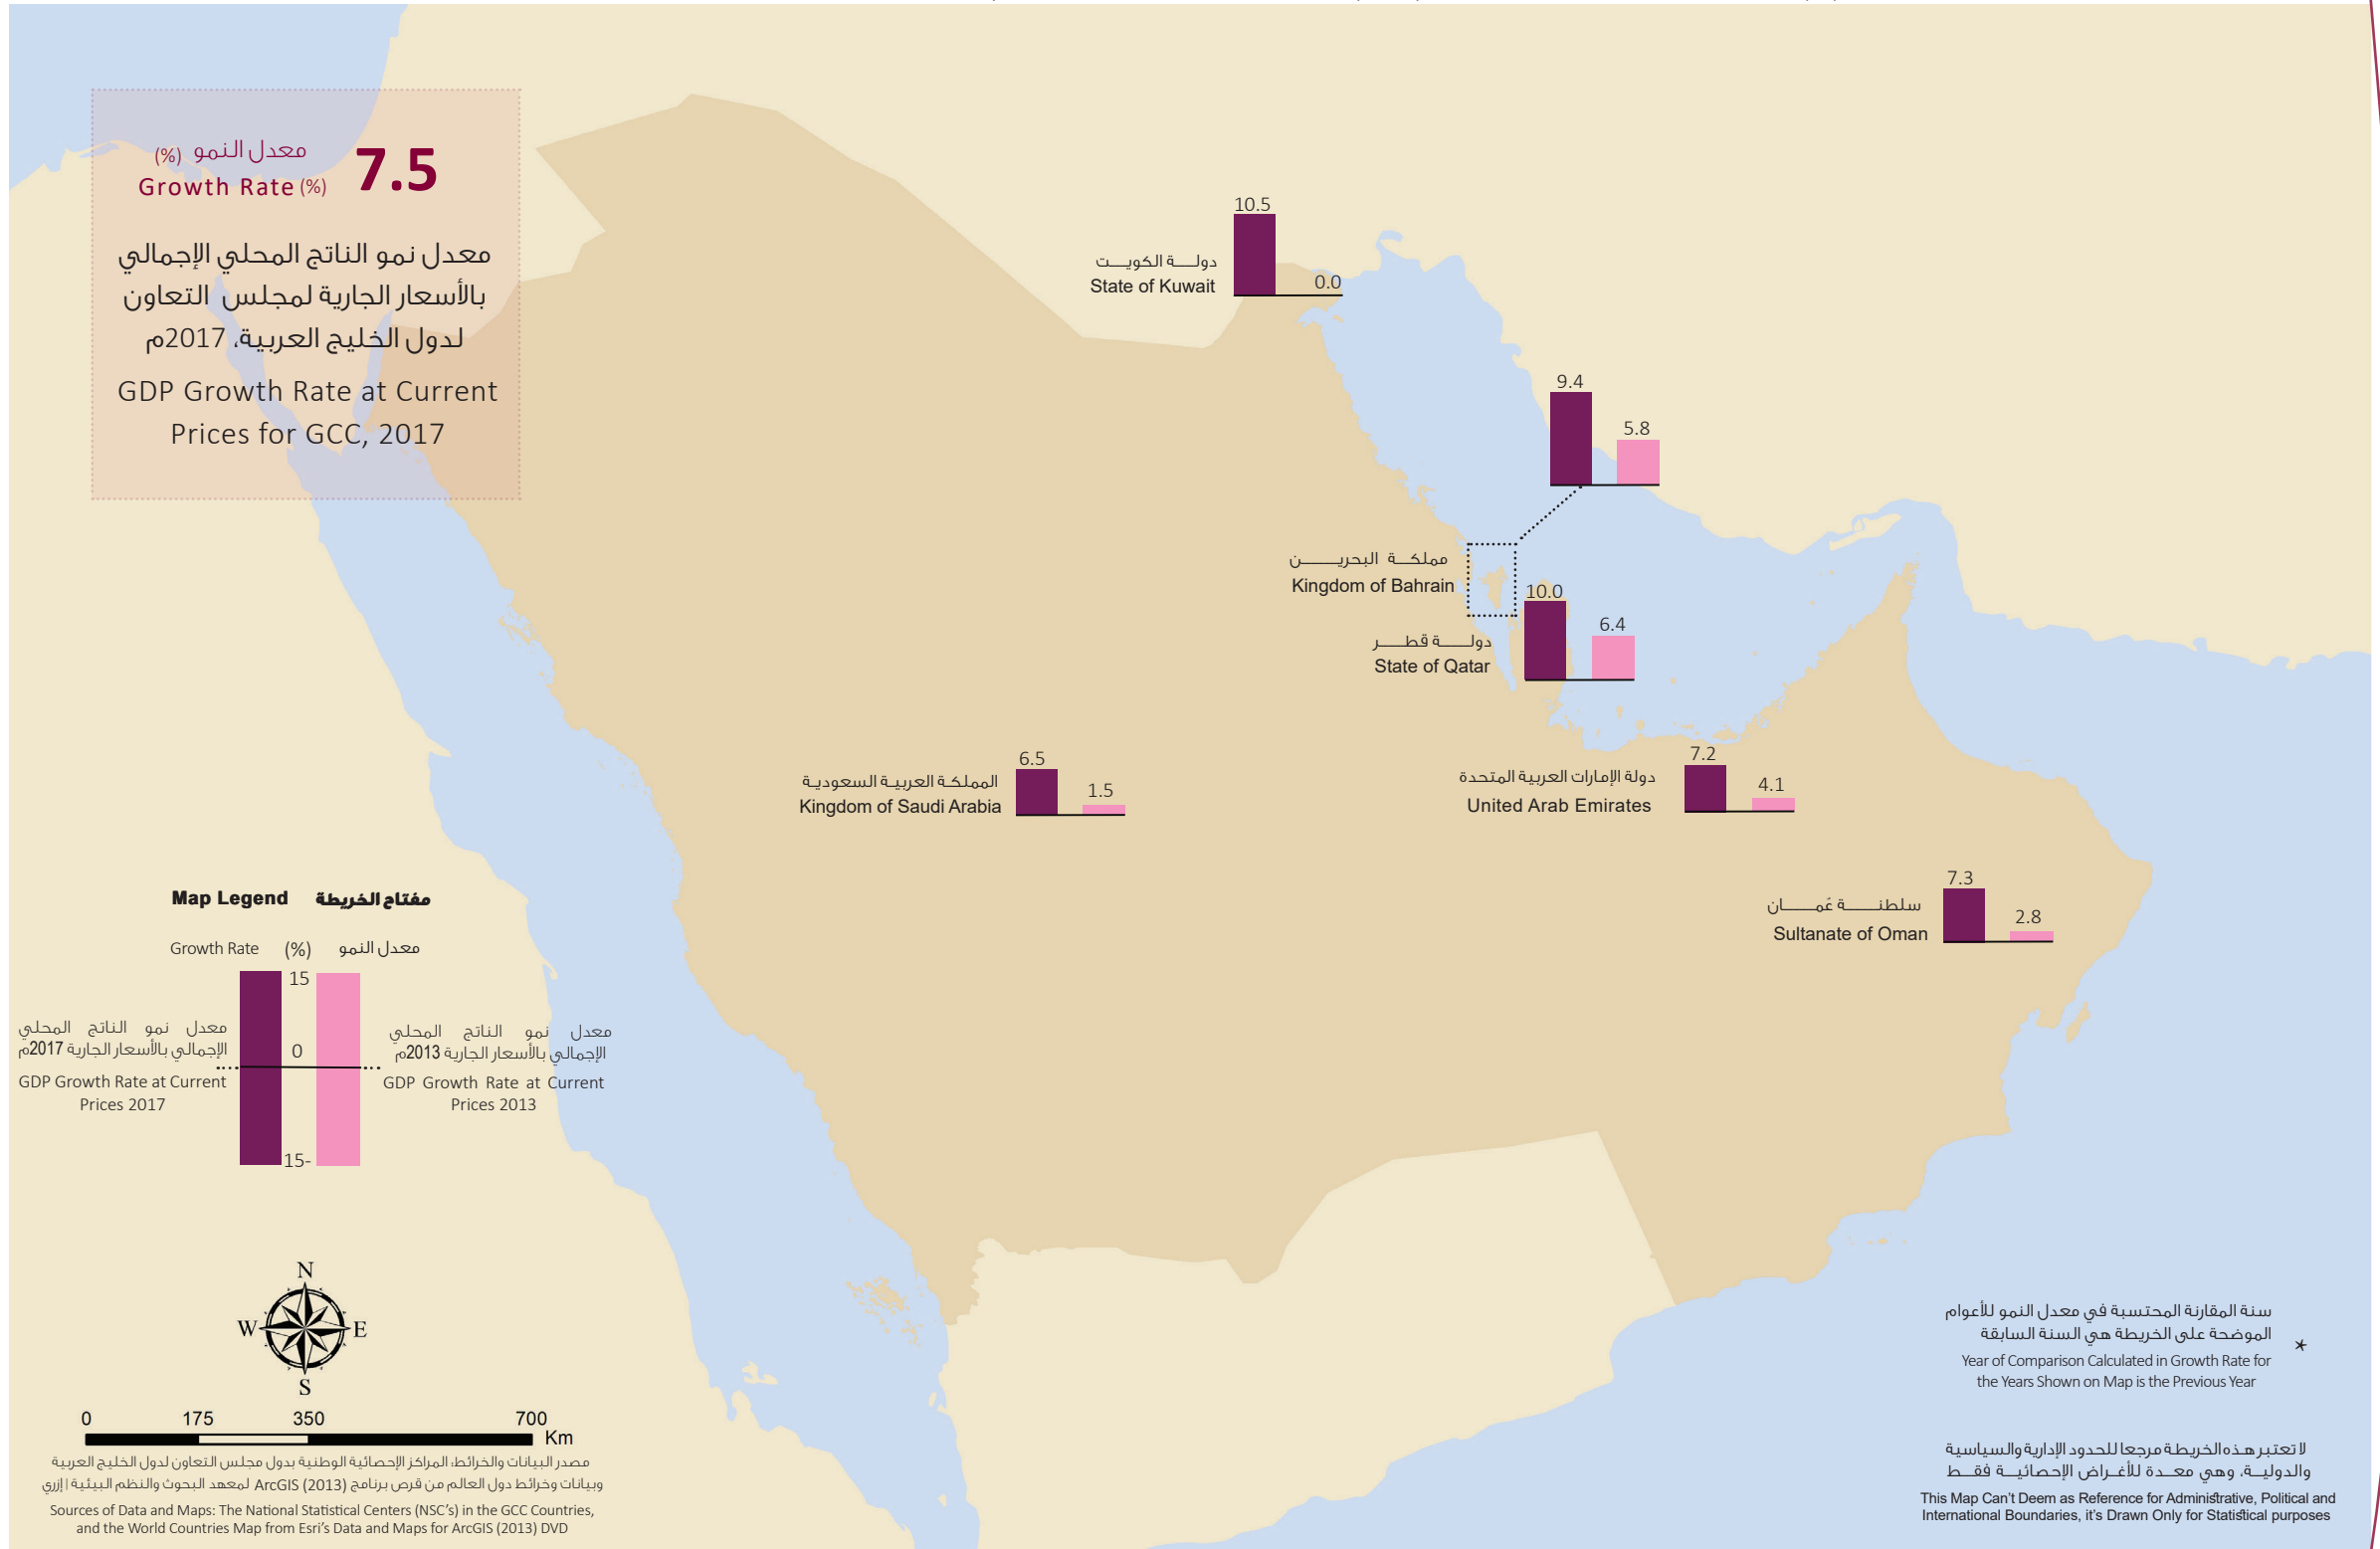 معدل النمو (%)
Growth Rate (%)
7.5
معدل نمو الناتج المحلي الإجمالي
بالأسعار الجارية لمجلس التعاون
لدول الخليج العربية، 2017م
GDP Growth Rate at Current
Prices for GCC, 2017
10.5
دولـــة الكويـــت
State of Kuwait
0.0
9.4
5.8
مملكـــة البحريـــــن
Kingdom of Bahrain
10.0
6.4
دولـــــة قطـــــر
State of Qatar
6.5
1.5
المملكـة العربيـة السعوديـة
Kingdom of Saudi Arabia
7.2
4.1
دولة الإمارات العربية المتحدة
United Arab Emirates
7.3
2.8
سلطنـــــة عُمـــــان
Sultanate of Oman
Map Legend مفتاح الخريطة
Growth Rate (%) معدل النمو
15
0
15-
معدل نمو الناتج المحلي
الإجمالي بالأسعار الجارية 2017م
GDP Growth Rate at Current
Prices 2017
معدل نمو الناتج المحلي
الإجمالي بالأسعار الجارية 2013م
GDP Growth Rate at Current
Prices 2013
N
W E
S
0 175 350 700
Km
مصدر البيانات والخرائط: المراكز الإحصائية الوطنية بدول مجلس التعاون لدول الخليج العربية
وبيانات وخرائط دول العالم من قرص برنامج ArcGIS (2013) لمعهد البحوث والنظم البيئية | إزري
Sources of Data and Maps: The National Statistical Centers (NSC's) in the GCC Countries,
and the World Countries Map from Esri's Data and Maps for ArcGIS (2013) DVD
سنة المقارنة المحتسبة في معدل النمو للأعوام
الموضحة على الخريطة هي السنة السابقة
*
Year of Comparison Calculated in Growth Rate for
the Years Shown on Map is the Previous Year
لا تعتبر هذه الخريطة مرجعا للحدود الإدارية والسياسية
والدوليـــة، وهي معـــدة للأغـــراض الإحصائيـــة فقـــط
This Map Can't Deem as Reference for Administrative, Political and
International Boundaries, it's Drawn Only for Statistical purposes